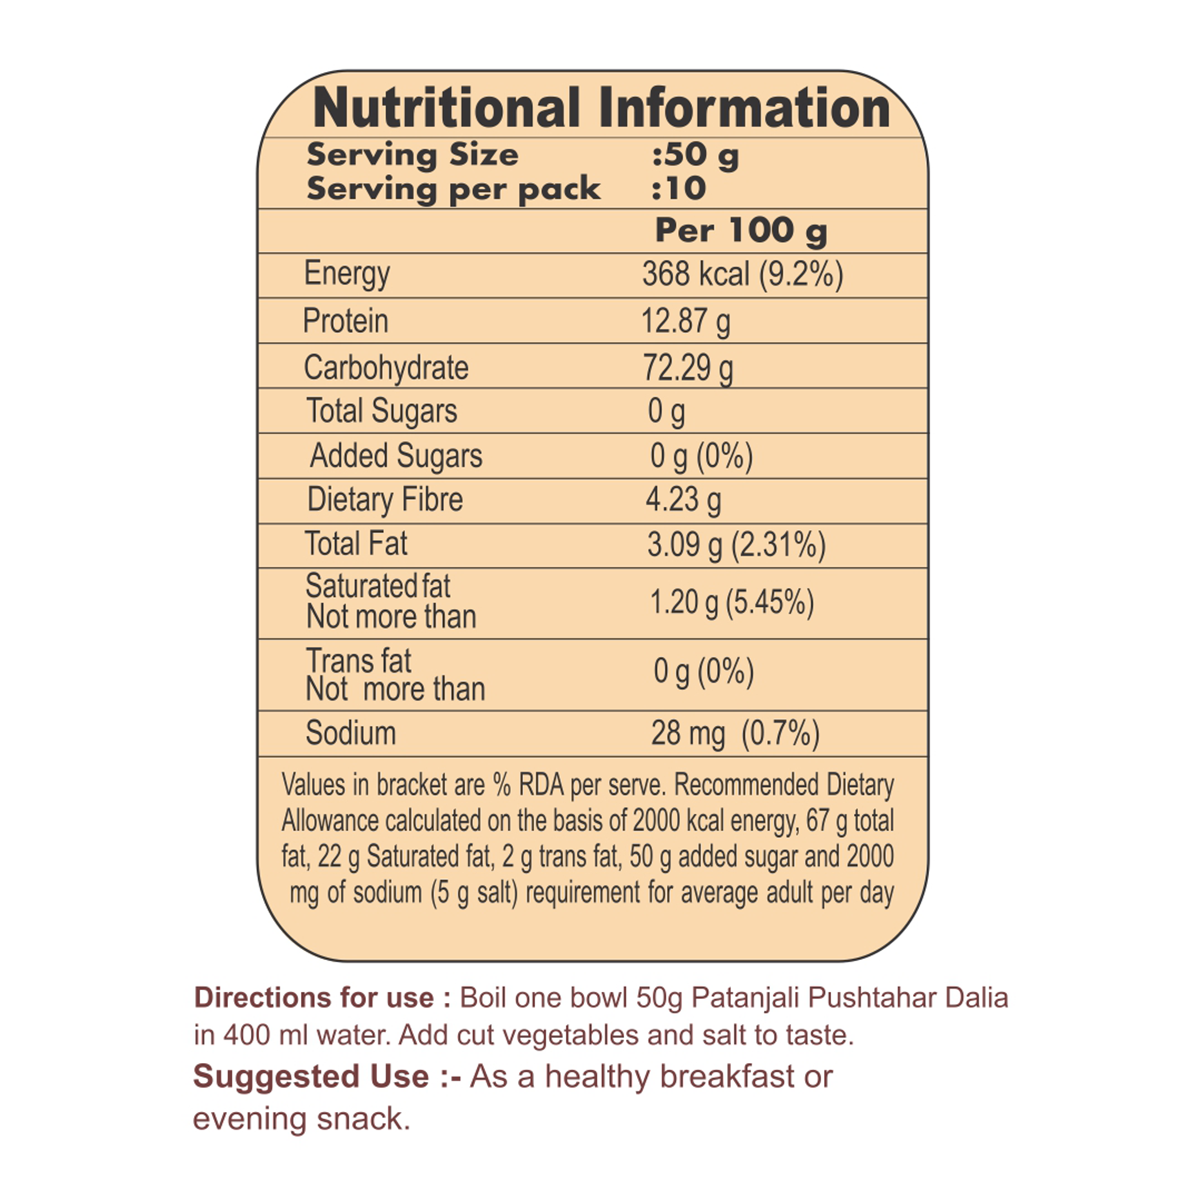 Nutritional Information
Serving Size :50 g
Serving per pack :10
Per 100 g
Energy 368 kcal (9.2%)
Protein 12.87 g
Carbohydrate 72.29 g
Total Sugars 0 g
Added Sugars 0 g (0%)
Dietary Fibre 4.23 g
Total Fat 3.09 g (2.31%)
Saturated fat
Not more than 1.20 g (5.45%)
Trans fat
Not more than 0 g (0%)
Sodium 28 mg (0.7%)
Values in bracket are % RDA per serve. Recommended Dietary
Allowance calculated on the basis of 2000 kcal energy, 67 g total
fat, 22 g Saturated fat, 2 g trans fat, 50 g added sugar and 2000
mg of sodium (5 g salt) requirement for average adult per day
Directions for use : Boil one bowl 50g Patanjali Pushtahar Dalia
in 400 ml water. Add cut vegetables and salt to taste.
Suggested Use :- As a healthy breakfast or
evening snack.